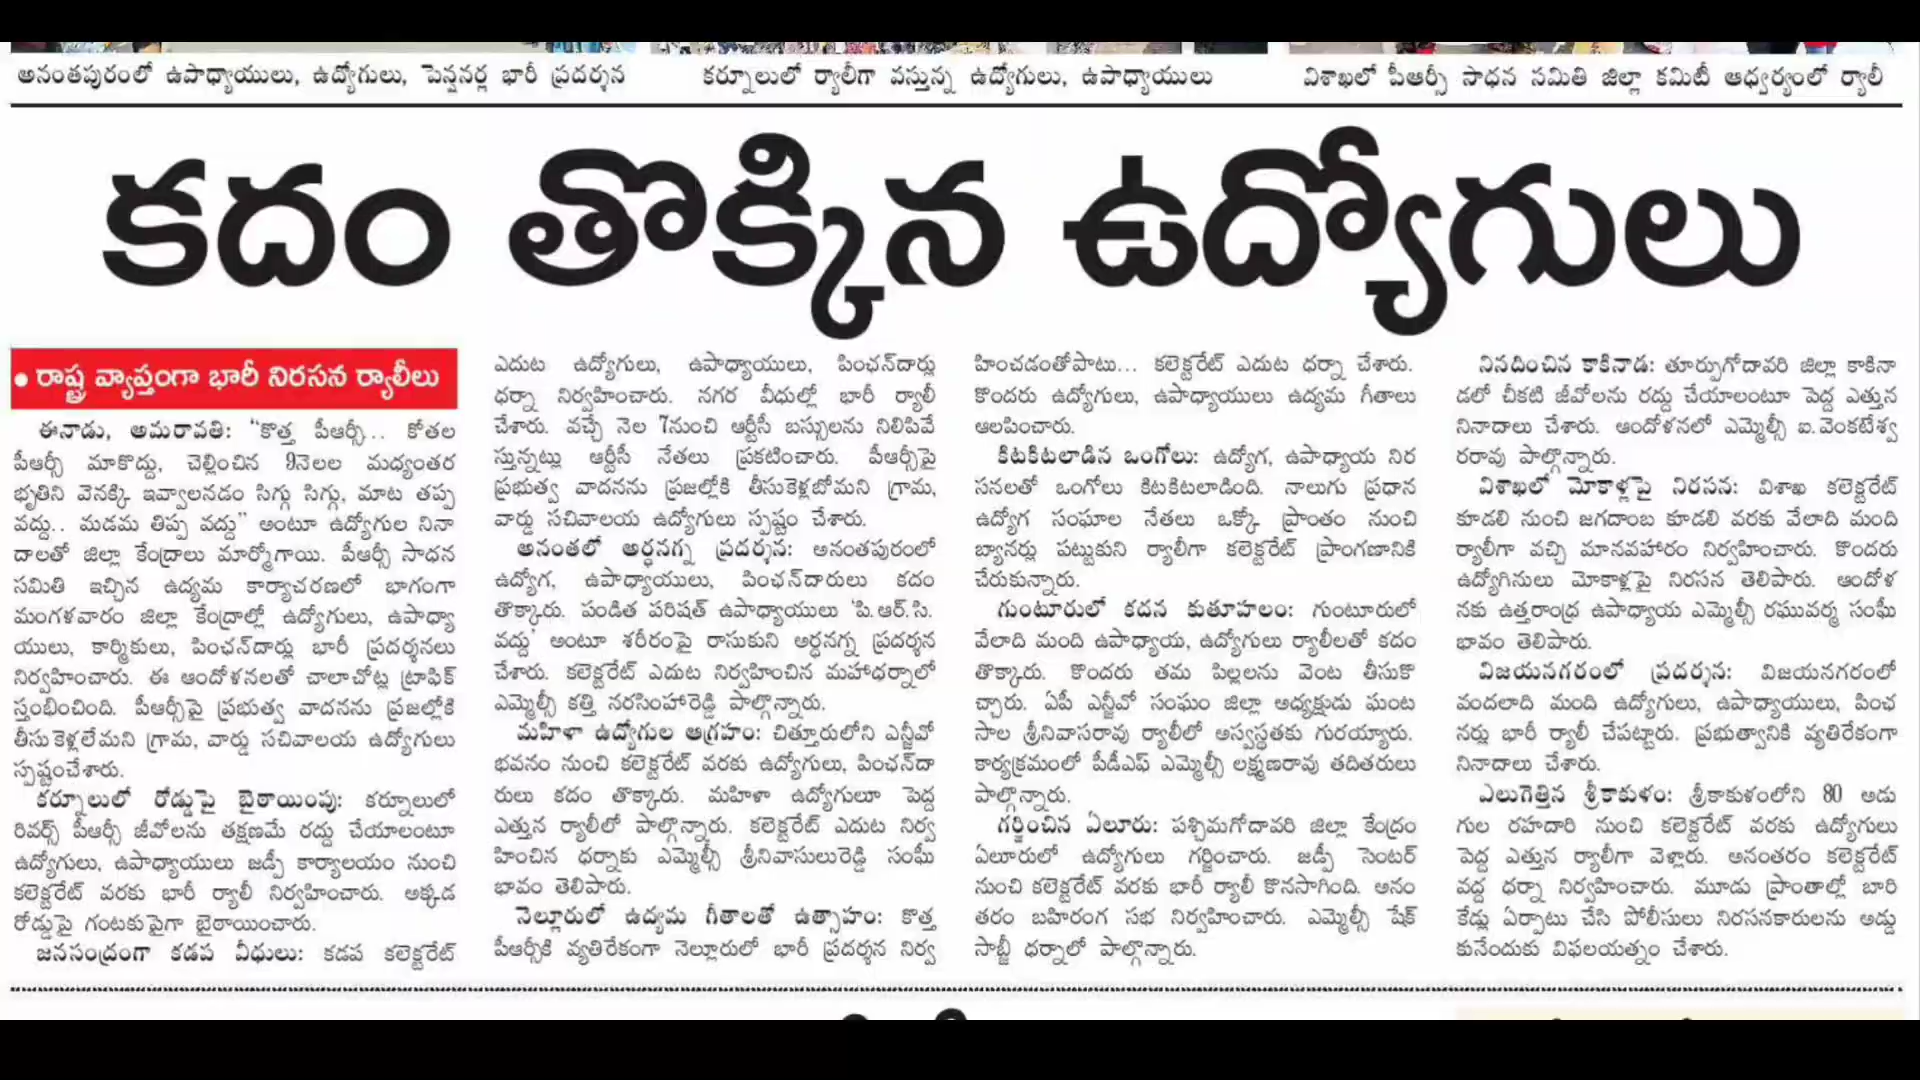 అనంతపురంలో ఉపాధ్యాయులు, ఉద్యోగులు, పెన్షనర్ల భారీ ప్రదర్శన
కర్నూలులో ర్యాలీగా వస్తున్న ఉద్యోగులు, ఉపాధ్యాయులు
విశాఖలో పీఆర్సీ సాధన సమితి జిల్లా కమిటీ ఆధ్వర్యంలో ర్యాలీ
కదం తొక్కిన ఉద్యోగులు
• రాష్ట్ర వ్యాప్తంగా భారీ నిరసన ర్యాలీలు
ఈనాడు, అమరావతి: "కొత్త పీఆర్సీ.. కోతల
పీఆర్సీ మాకొద్దు, చెల్లించిన 9నెలల మధ్యంతర
భృతిని వెనక్కి ఇవ్వాలనడం సిగ్గు సిగ్గు, మాట తప్ప
వద్దు.. మడమ తిప్ప వద్దు" అంటూ ఉద్యోగుల నినా
దాలతో జిల్లా కేంద్రాలు మార్మోగాయి. పీఆర్సీ సాధన
సమితి ఇచ్చిన ఉద్యమ కార్యాచరణలో భాగంగా
మంగళవారం జిల్లా కేంద్రాల్లో ఉద్యోగులు, ఉపాధ్యా
యులు, కార్మికులు, పింఛన్‌దార్లు భారీ ప్రదర్శనలు
నిర్వహించారు. ఈ ఆందోళనలతో చాలాచోట్ల ట్రాఫిక్
స్తంభించింది. పీఆర్సీపై ప్రభుత్వ వాదనను ప్రజల్లోకి
తీసుకెళ్లలేమని గ్రామ, వార్డు సచివాలయ ఉద్యోగులు
స్పష్టంచేశారు.
కర్నూలులో రోడ్డుపై బైఠాయింపు: కర్నూలులో
రివర్స్ పీఆర్సీ జీవోలను తక్షణమే రద్దు చేయాలంటూ
ఉద్యోగులు, ఉపాధ్యాయులు జడ్పీ కార్యాలయం నుంచి
కలెక్టరేట్ వరకు భారీ ర్యాలీ నిర్వహించారు. అక్కడ
రోడ్డుపై గంటకుపైగా బైఠాయించారు.
జనసంద్రంగా కడప వీధులు: కడప కలెక్టరేట్
ఎదుట ఉద్యోగులు, ఉపాధ్యాయులు, పింఛన్‌దార్లు
ధర్నా నిర్వహించారు. నగర వీధుల్లో భారీ ర్యాలీ
చేశారు. వచ్చే నెల 7నుంచి ఆర్టీసీ బస్సులను నిలిపివే
స్తున్నట్లు ఆర్టీసీ నేతలు ప్రకటించారు. పీఆర్సీపై
ప్రభుత్వ వాదనను ప్రజల్లోకి తీసుకెళ్లబోమని గ్రామ,
వార్డు సచివాలయ ఉద్యోగులు స్పష్టం చేశారు.
అనంతలో అర్ధనగ్న ప్రదర్శన: అనంతపురంలో
ఉద్యోగ, ఉపాధ్యాయులు, పింఛన్‌దారులు కదం
తొక్కారు. పండిత పరిషత్ ఉపాధ్యాయులు 'పి.ఆర్.సి.
వద్దు' అంటూ శరీరంపై రాసుకుని అర్ధనగ్న ప్రదర్శన
చేశారు. కలెక్టరేట్ ఎదుట నిర్వహించిన మహాధర్నాలో
ఎమ్మెల్సీ కత్తి నరసింహారెడ్డి పాల్గొన్నారు.
మహిళా ఉద్యోగుల ఆగ్రహం: చిత్తూరులోని ఎన్జీవో
భవనం నుంచి కలెక్టరేట్ వరకు ఉద్యోగులు, పింఛన్‌దా
రులు కదం తొక్కారు. మహిళా ఉద్యోగులూ పెద్ద
ఎత్తున ర్యాలీలో పాల్గొన్నారు. కలెక్టరేట్ ఎదుట నిర్వ
హించిన ధర్నాకు ఎమ్మెల్సీ శ్రీనివాసులురెడ్డి సంఘీ
భావం తెలిపారు.
నెల్లూరులో ఉద్యమ గీతాలతో ఉత్సాహం: కొత్త
పీఆర్సీకి వ్యతిరేకంగా నెల్లూరులో భారీ ప్రదర్శన నిర్వ
హించడంతోపాటు... కలెక్టరేట్ ఎదుట ధర్నా చేశారు.
కొందరు ఉద్యోగులు, ఉపాధ్యాయులు ఉద్యమ గీతాలు
ఆలపించారు.
కిటకిటలాడిన ఒంగోలు: ఉద్యోగ, ఉపాధ్యాయ నిర
సనలతో ఒంగోలు కిటకిటలాడింది. నాలుగు ప్రధాన
ఉద్యోగ సంఘాల నేతలు ఒక్కో ప్రాంతం నుంచి
బ్యానర్లు పట్టుకుని ర్యాలీగా కలెక్టరేట్ ప్రాంగణానికి
చేరుకున్నారు.
గుంటూరులో కదన కుతూహలం: గుంటూరులో
వేలాది మంది ఉపాధ్యాయ, ఉద్యోగులు ర్యాలీలతో కదం
తొక్కారు. కొందరు తమ పిల్లలను వెంట తీసుకొ
చ్చారు. ఏపీ ఎన్జీవో సంఘం జిల్లా అధ్యక్షుడు ఘంట
సాల శ్రీనివాసరావు ర్యాలీలో అస్వస్థతకు గురయ్యారు.
కార్యక్రమంలో పీడీఎఫ్ ఎమ్మెల్సీ లక్ష్మణరావు తదితరులు
పాల్గొన్నారు.
గర్జించిన ఏలూరు: పశ్చిమగోదావరి జిల్లా కేంద్రం
ఏలూరులో ఉద్యోగులు గర్జించారు. జడ్పీ సెంటర్
నుంచి కలెక్టరేట్ వరకు భారీ ర్యాలీ కొనసాగింది. అనం
తరం బహిరంగ సభ నిర్వహించారు. ఎమ్మెల్సీ షేక్
సాబ్జీ ధర్నాలో పాల్గొన్నారు.
నినదించిన కాకినాడ: తూర్పుగోదావరి జిల్లా కాకినా
డలో చీకటి జీవోలను రద్దు చేయాలంటూ పెద్ద ఎత్తున
నినాదాలు చేశారు. ఆందోళనలో ఎమ్మెల్సీ ఐ.వెంకటేశ్వ
రరావు పాల్గొన్నారు.
విశాఖలో మోకాళ్లపై నిరసన: విశాఖ కలెక్టరేట్
కూడలి నుంచి జగదాంబ కూడలి వరకు వేలాది మంది
ర్యాలీగా వచ్చి మానవహారం నిర్వహించారు. కొందరు
ఉద్యోగినులు మోకాళ్లపై నిరసన తెలిపారు. ఆందోళ
నకు ఉత్తరాంధ్ర ఉపాధ్యాయ ఎమ్మెల్సీ రఘువర్మ సంఘీ
భావం తెలిపారు.
విజయనగరంలో ప్రదర్శన: విజయనగరంలో
వందలాది మంది ఉద్యోగులు, ఉపాధ్యాయులు, పింఛ
నర్లు భారీ ర్యాలీ చేపట్టారు. ప్రభుత్వానికి వ్యతిరేకంగా
నినాదాలు చేశారు.
ఎలుగెత్తిన శ్రీకాకుళం: శ్రీకాకుళంలోని 80 అడు
గుల రహదారి నుంచి కలెక్టరేట్ వరకు ఉద్యోగులు
పెద్ద ఎత్తున ర్యాలీగా వెళ్లారు. అనంతరం కలెక్టరేట్
వద్ద ధర్నా నిర్వహించారు. మూడు ప్రాంతాల్లో బారి
కేడ్లు ఏర్పాటు చేసి పోలీసులు నిరసనకారులను అడ్డు
కునేందుకు విఫలయత్నం చేశారు.